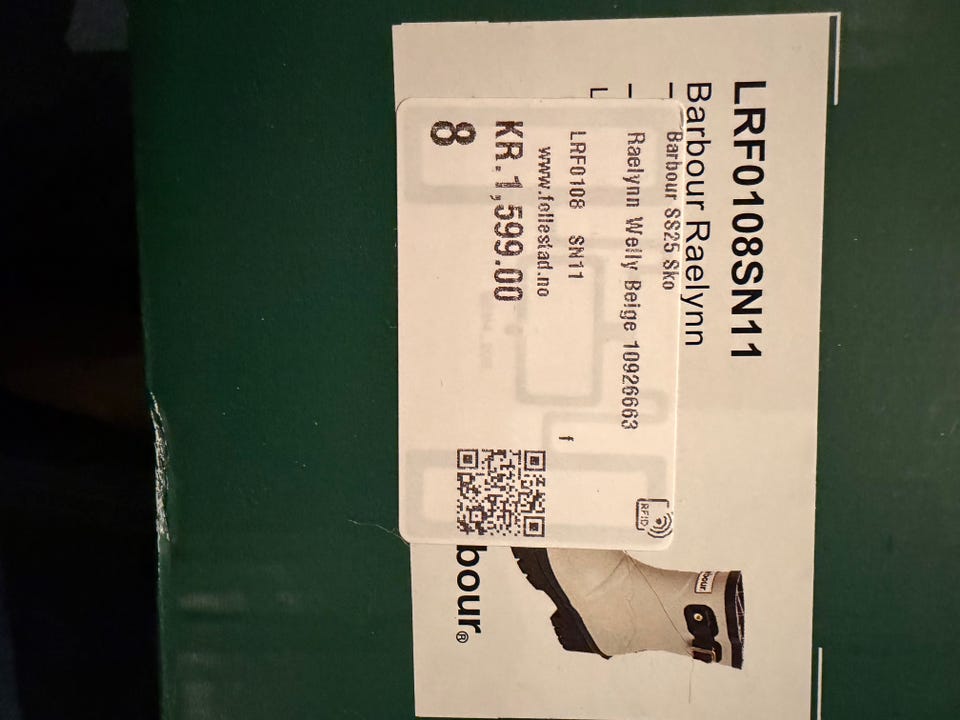 LRF0108SN11
Barbour Raelynn
Barbour SS25 Sko
Raelynn Welly Beige 10926663
LRF0108 SN11
f
www.follestad.no
KR.1,599.00
8
RFID
bour®